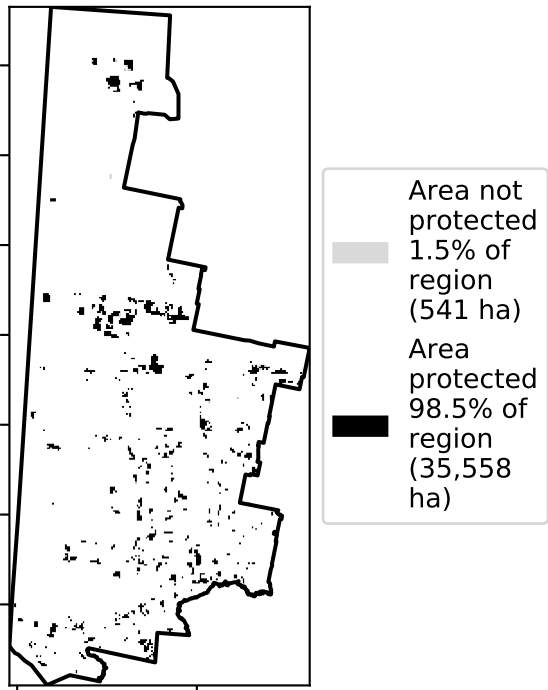 Area not
protected
1.5% of
region
(541 ha)
Area
protected
98.5% of
region
(35,558
ha)